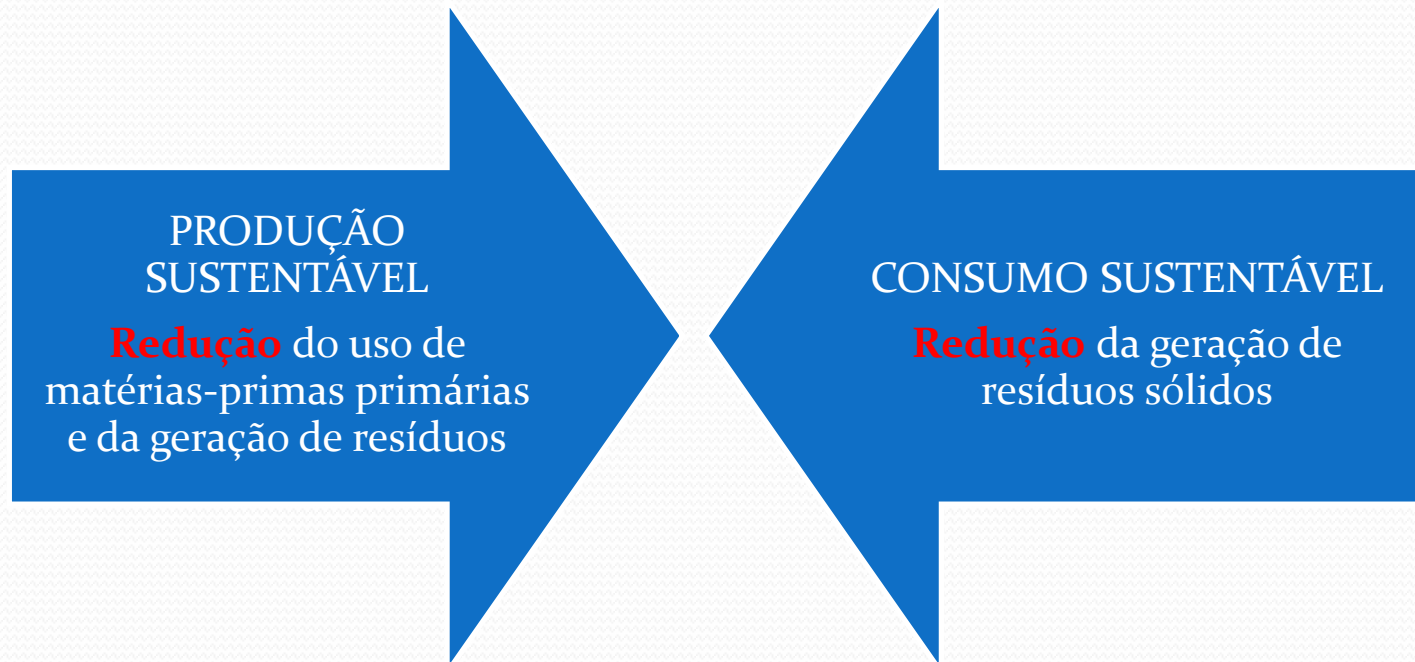 PRODUÇÃO
SUSTENTÁVEL
Redução do uso de
matérias-primas primárias
e da geração de resíduos
CONSUMO SUSTENTÁVEL
Redução da geração de
resíduos sólidos